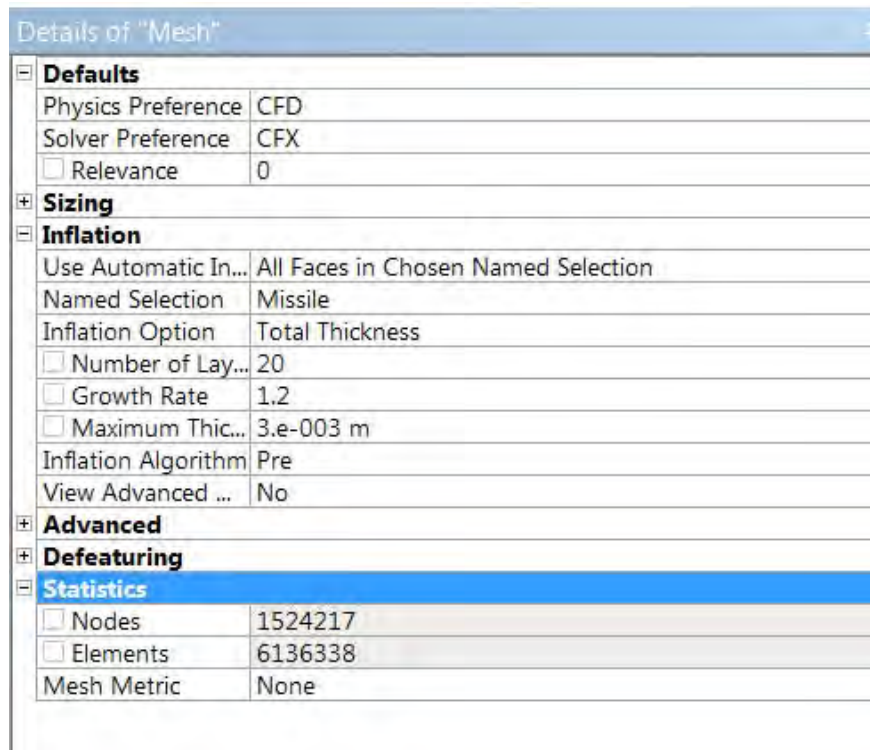 Details of "Mesh"
Defaults
Physics Preference CFD
Solver Preference CFX
Relevance 0
Sizing
Inflation
Use Automatic In... All Faces in Chosen Named Selection
Named Selection Missile
Inflation Option Total Thickness
Number of Lay... 20
Growth Rate 1.2
Maximum Thic... 3.e-003 m
Inflation Algorithm Pre
View Advanced ... No
Advanced
Defeaturing
Statistics
Nodes 1524217
Elements 6136338
Mesh Metric None